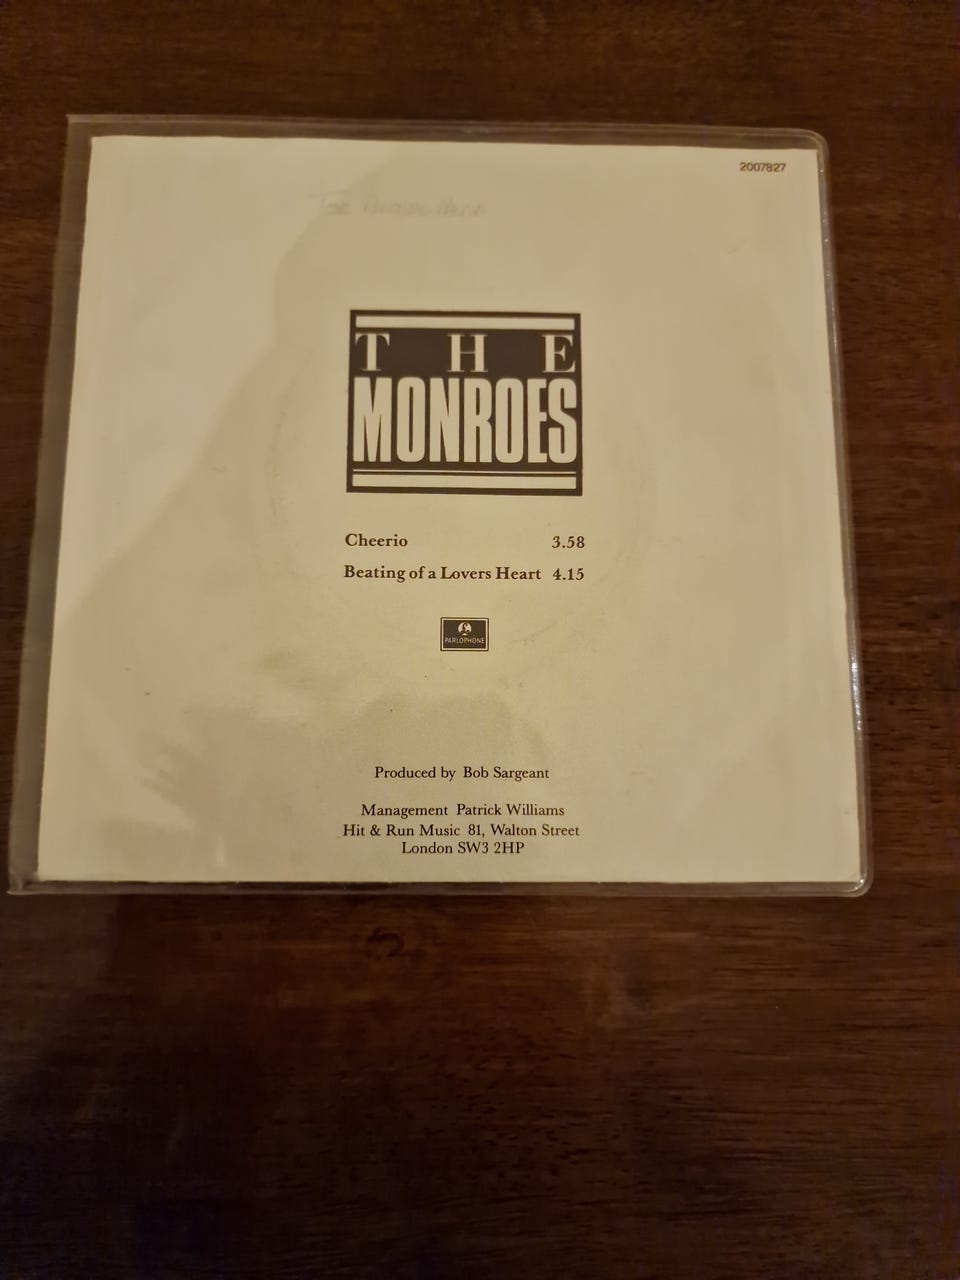 2007827
THE
MONROES
Cheerio 3.58
Beating of a Lovers Heart 4.15
PARLOPHONE
Produced by Bob Sargeant
Management Patrick Williams
Hit & Run Music 81, Walton Street
London SW3 2HP